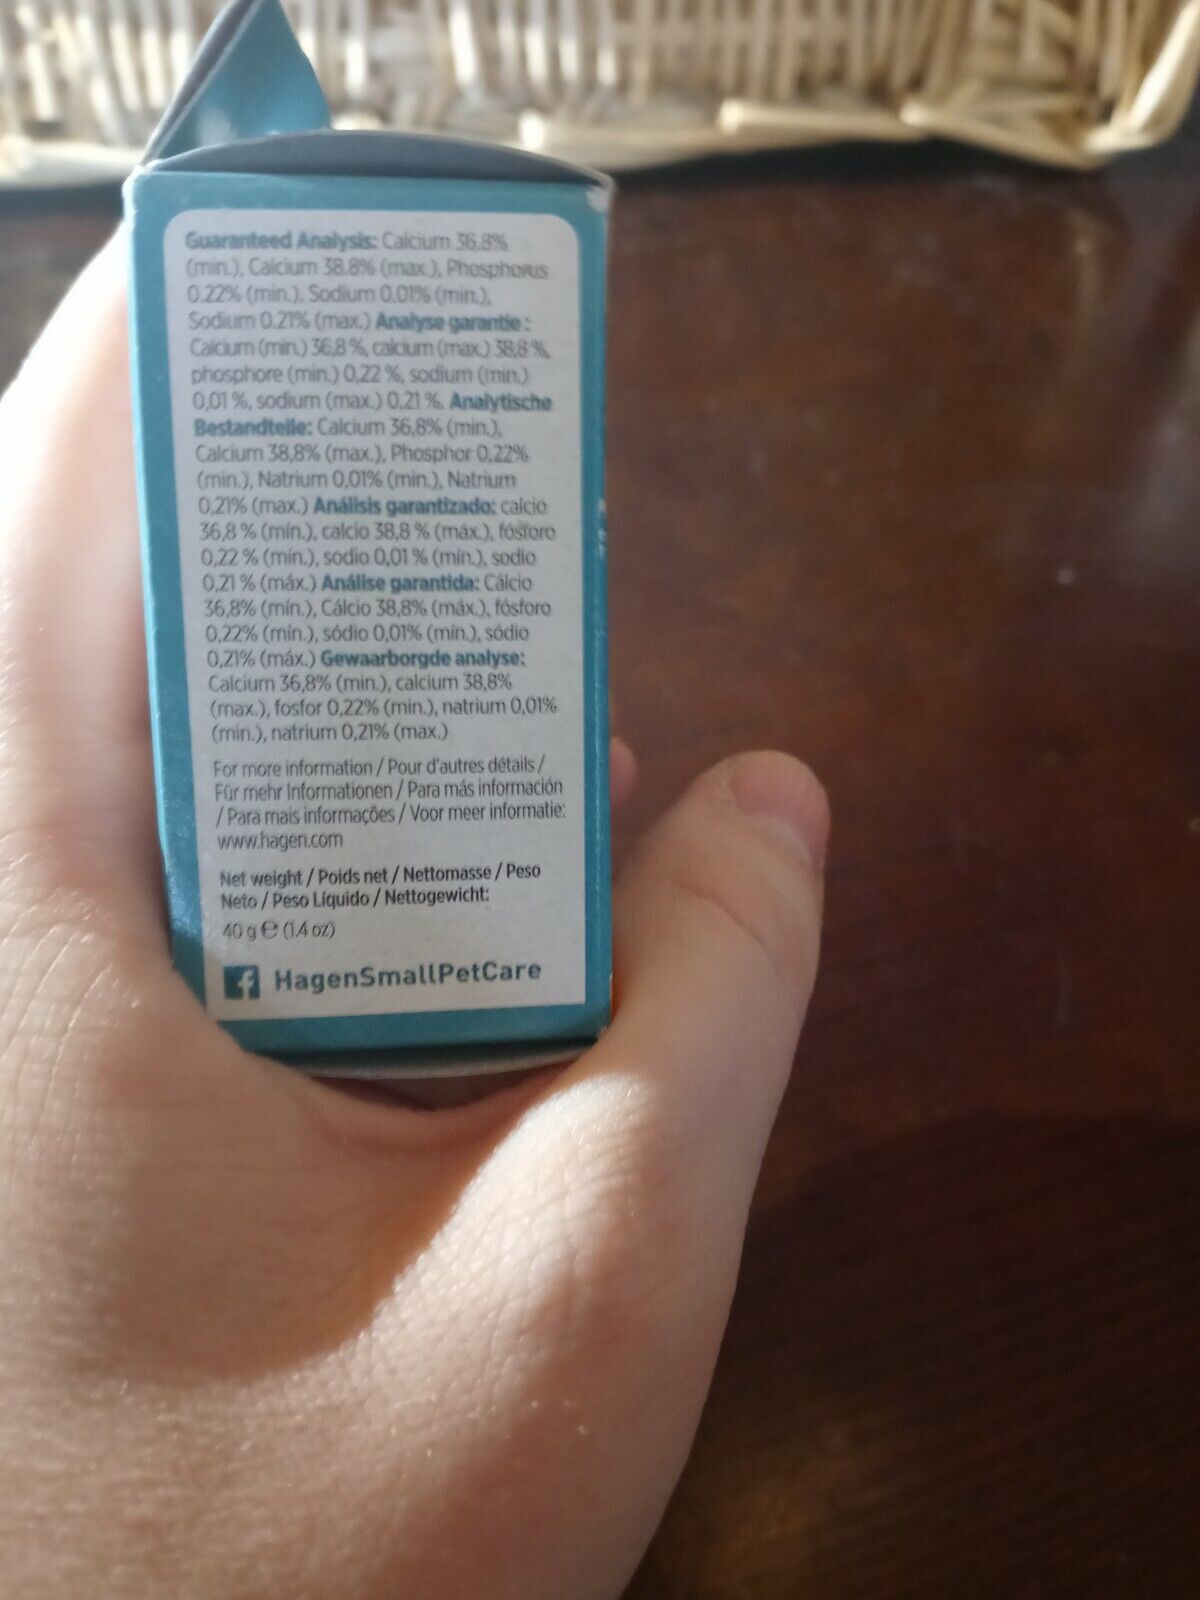 Guaranteed Analysis: Calcium 36.8%
(min.), Calcium 38.8% (max.), Phosphorus
0.22% (min.), Sodium 0.01% (min.),
Sodium 0.21% (max.) Analyse garantie :
Calcium (min.) 36,8 %, calcium (max.) 38,8 %,
phosphore (min.) 0,22 %, sodium (min.)
0,01 %, sodium (max.) 0,21 %. Analytische
Bestandteile: Calcium 36,8% (min.),
Calcium 38,8% (max.), Phosphor 0,22%
(min.), Natrium 0,01% (min.), Natrium
0,21% (max.) Análisis garantizado: calcio
36,8 % (mín.), calcio 38,8 % (máx.), fósforo
0,22 % (mín.), sodio 0,01 % (mín.), sodio
0,21 % (máx.) Análise garantida: Cálcio
36,8% (mín.), Cálcio 38,8% (máx.), fósforo
0,22% (mín.), sódio 0,01% (mín.), sódio
0,21% (máx.) Gewaarborgde analyse:
Calcium 36,8% (min.), calcium 38,8%
(max.), fosfor 0,22% (min.), natrium 0,01%
(min.), natrium 0,21% (max.)
For more information / Pour d'autres détails /
Für mehr Informationen / Para más información
/ Para mais informações / Voor meer informatie:
www.hagen.com
Net weight / Poids net / Nettomasse / Peso
Neto / Peso Líquido / Nettogewicht:
40 g ℮ (1.4 oz)
f HagenSmallPetCare